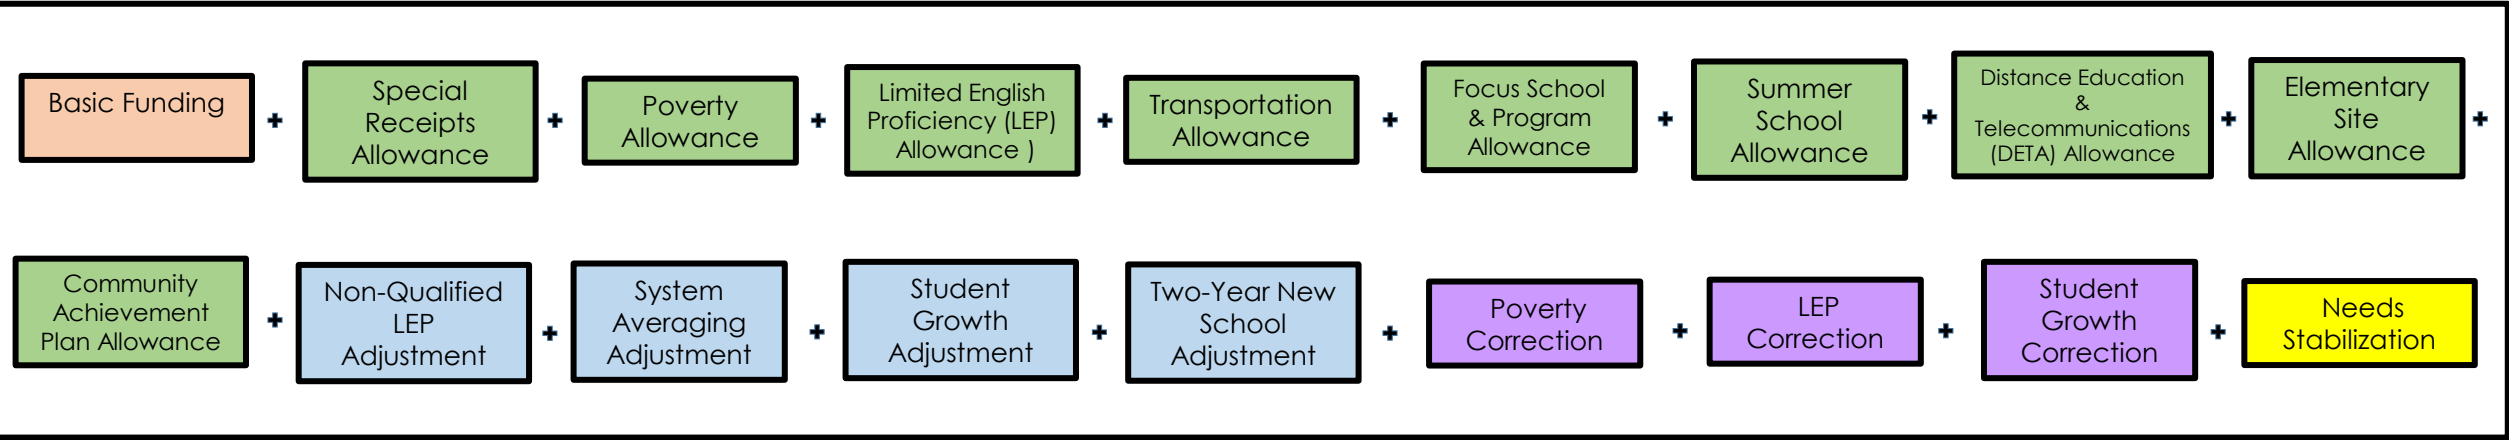 Basic Funding
+
Special
Receipts
Allowance
+
Poverty
Allowance
+
Limited English
Proficiency (LEP)
Allowance )
+
Transportation
Allowance
+
Focus School
& Program
Allowance
+
Summer
School
Allowance
+
Distance Education
&
Telecommunications
(DETA) Allowance
+
Elementary
Site
Allowance
+
Community
Achievement
Plan Allowance
+
Non-Qualified
LEP
Adjustment
+
System
Averaging
Adjustment
+
Student
Growth
Adjustment
+
Two-Year New
School
Adjustment
+
Poverty
Correction
+
LEP
Correction
+
Student
Growth
Correction
+
Needs
Stabilization